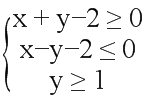 x + y−2 ≥ 0
x−y−2 ≤ 0
y ≥ 1